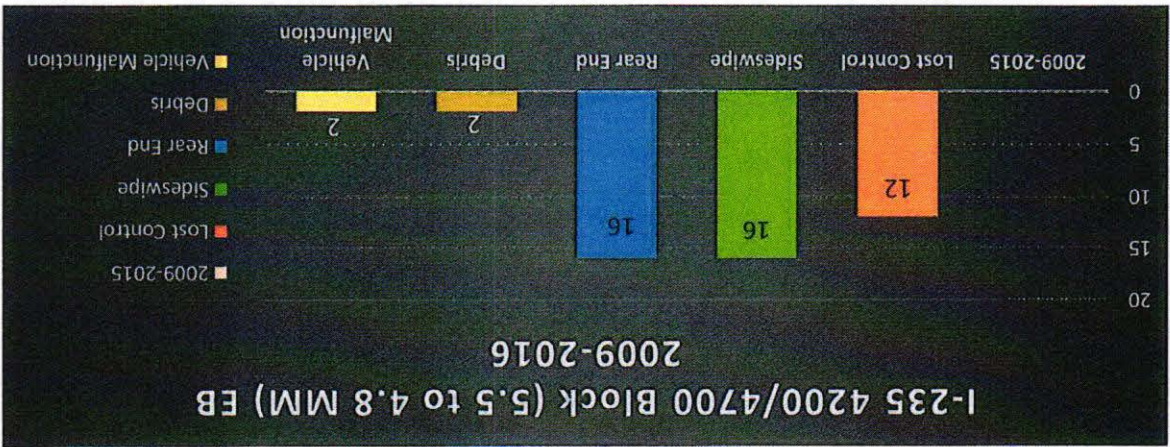 I-235 4200/4700 Block (5.5 to 4.8 MM) EB
2009-2016
20
15
10
5
0
12
16
16
2
2
2009-2015
Lost Control
Sideswipe
Rear End
Debris
Vehicle
Malfunction
2009-2015
Lost Control
Sideswipe
Rear End
Debris
Vehicle Malfunction